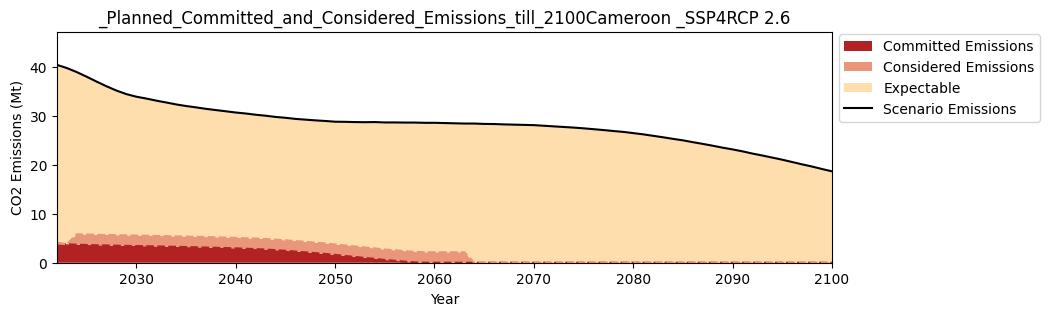 _Planned_Committed_and_Considered_Emissions_till_2100Cameroon _SSP4RCP 2.6
Committed Emissions
Considered Emissions
Expectable
Scenario Emissions
CO2 Emissions (Mt)
40
30
20
10
0
2030 2040 2050 2060 2070 2080 2090 2100
Year